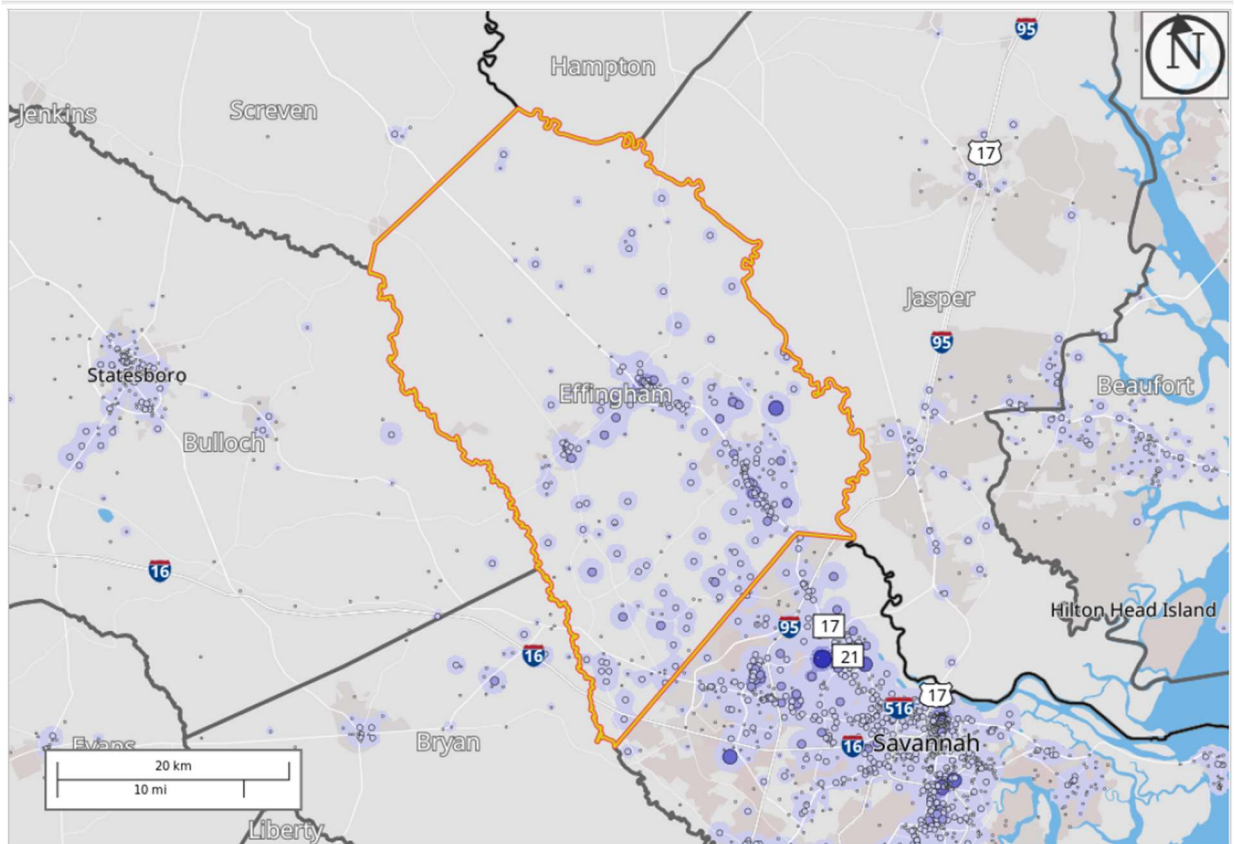 95
N
Hampton
Jenkins
Screven
17
Jasper
95
Statesboro
Effingham
Beaufort
Bulloch
16
Hilton Head Island
95
17
21
16
17
516
Evans
Bryan
16
Savannah
20 km
10 mi
Liberty